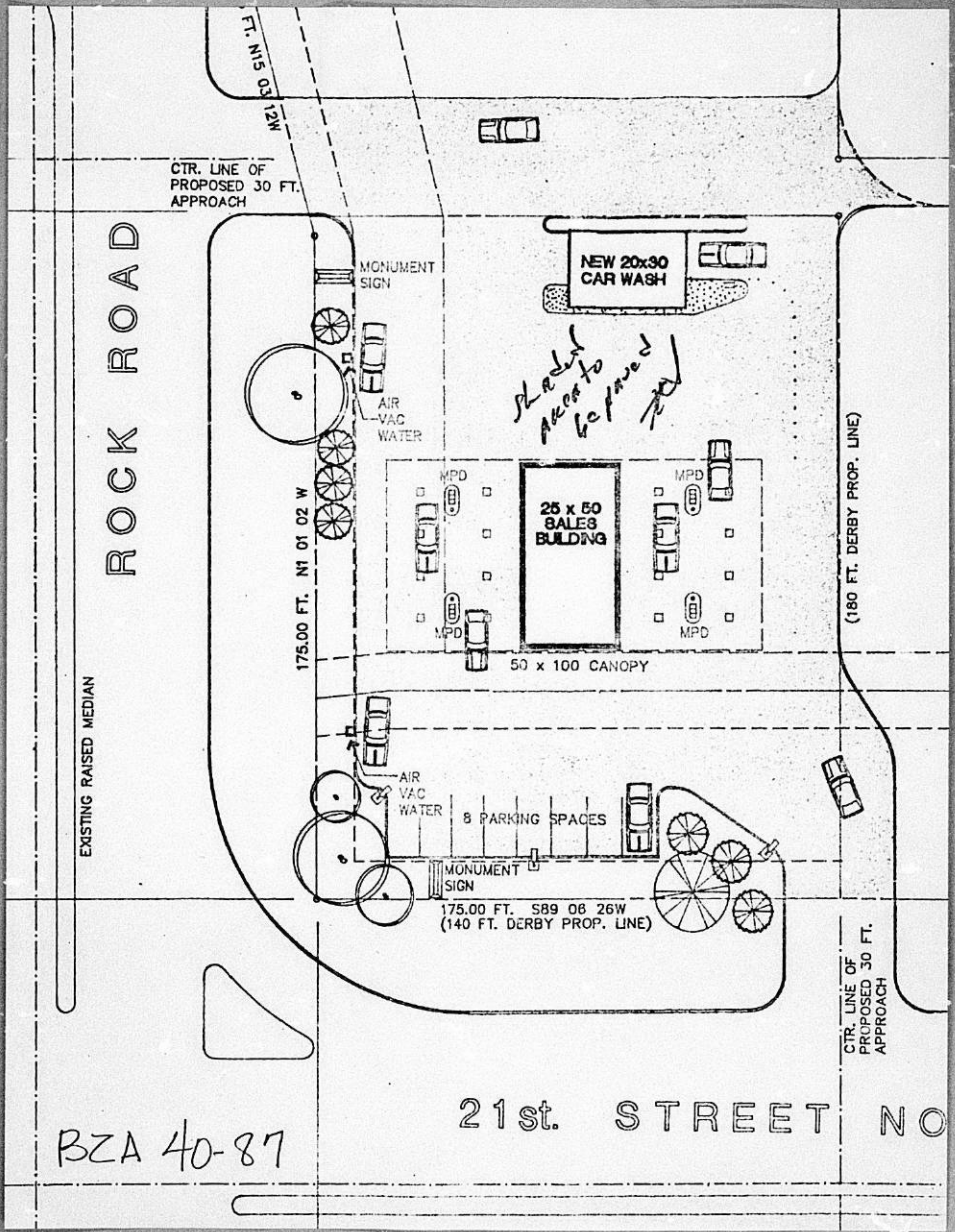 FT. N15 03 12W
CTR. LINE OF
PROPOSED 30 FT.
APPROACH
ROCK ROAD
MONUMENT
SIGN
NEW 20x30
CAR WASH
Shaded
area to
be paved
AIR
VAC
WATER
MPD
MPD
25 x 50
SALES
BUILDING
(180 FT. DERBY PROP. LINE)
175.00 FT. N1 01 02 W
MPD
MPD
50 x 100 CANOPY
EXISTING RAISED MEDIAN
AIR
VAC
WATER
8 PARKING SPACES
MONUMENT
SIGN
175.00 FT. S89 06 26W
(140 FT. DERBY PROP. LINE)
CTR. LINE OF
PROPOSED 30 FT.
APPROACH
21st. STREET NO
BZA 40-87